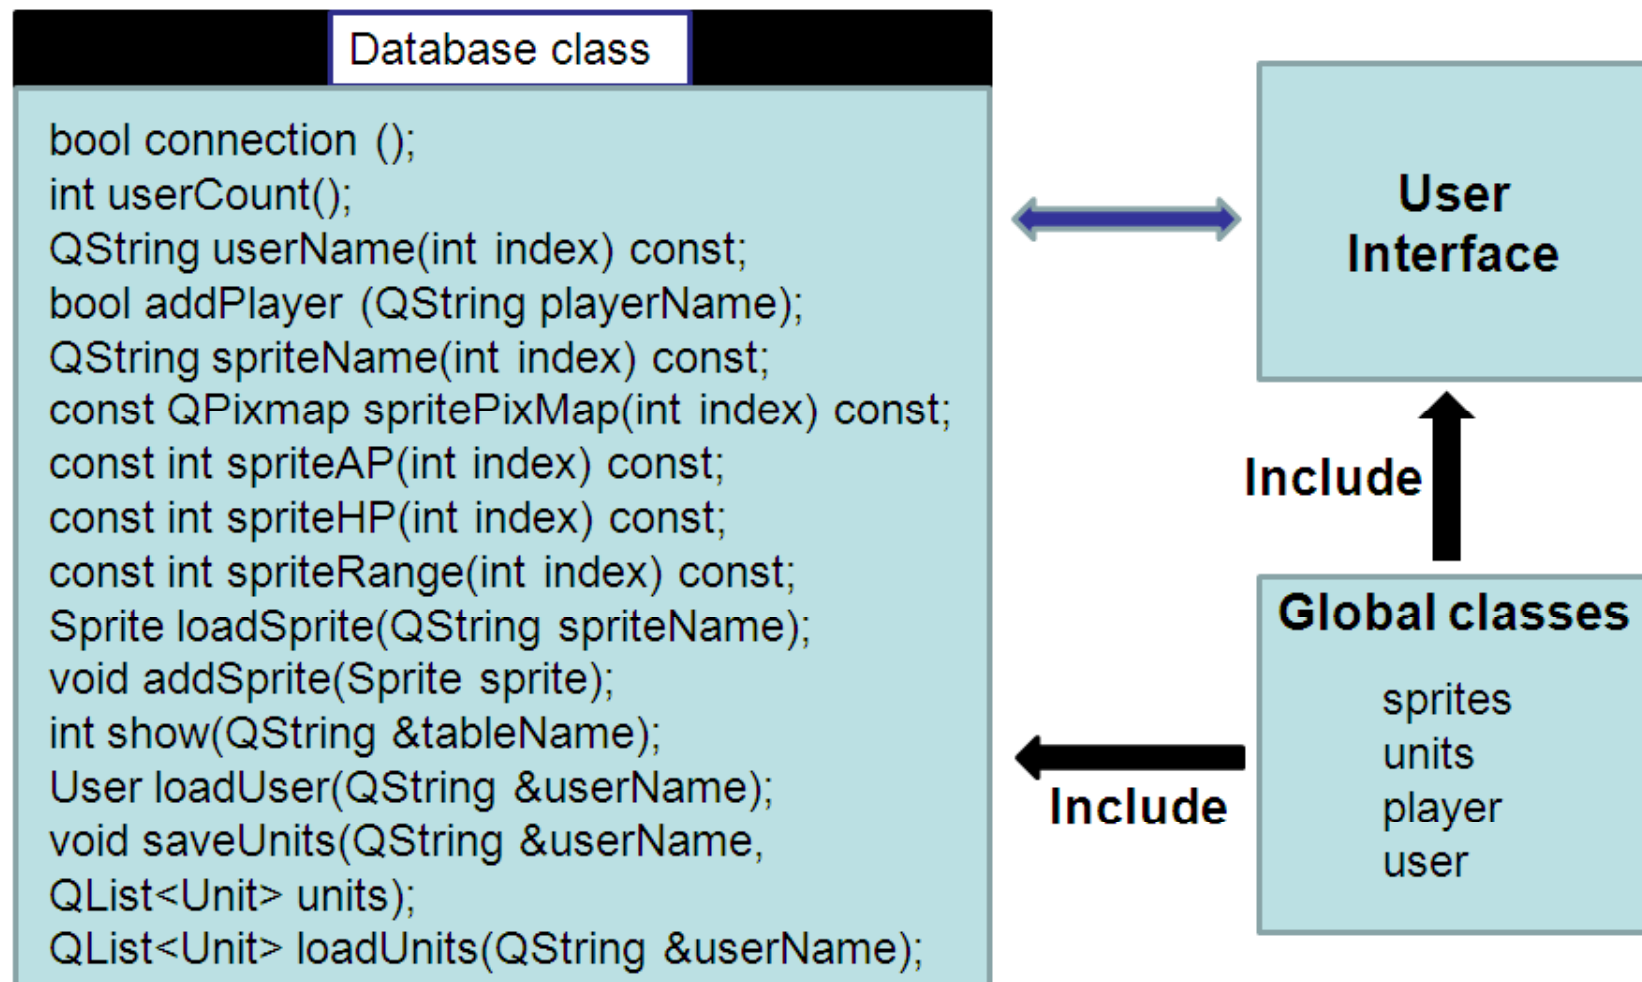 Database class
bool connection ();
int userCount();
QString userName(int index) const;
bool addPlayer (QString playerName);
QString spriteName(int index) const;
const QPixmap spritePixMap(int index) const;
const int spriteAP(int index) const;
const int spriteHP(int index) const;
const int spriteRange(int index) const;
Sprite loadSprite(QString spriteName);
void addSprite(Sprite sprite);
int show(QString &tableName);
User loadUser(QString &userName);
void saveUnits(QString &userName,
QList<Unit> units);
QList<Unit> loadUnits(QString &userName);
User
Interface
Include
Global classes
sprites
units
player
user
Include